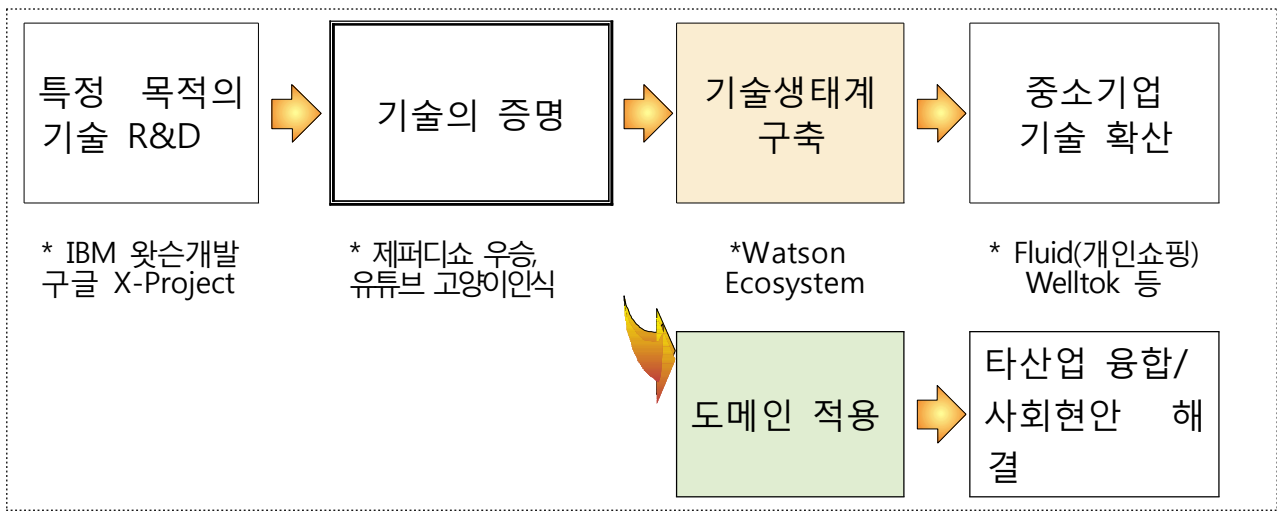 특정 목적의
기술 R&D
기술의 증명
기술생태계
구축
중소기업
기술 확산
* IBM 왓슨개발
구글 X-Project
* 제퍼디쇼 우승,
유튜브 고양이인식
*Watson
Ecosystem
* Fluid(개인쇼핑)
Welltok 등
도메인 적용
타산업 융합/
사회현안 해
결